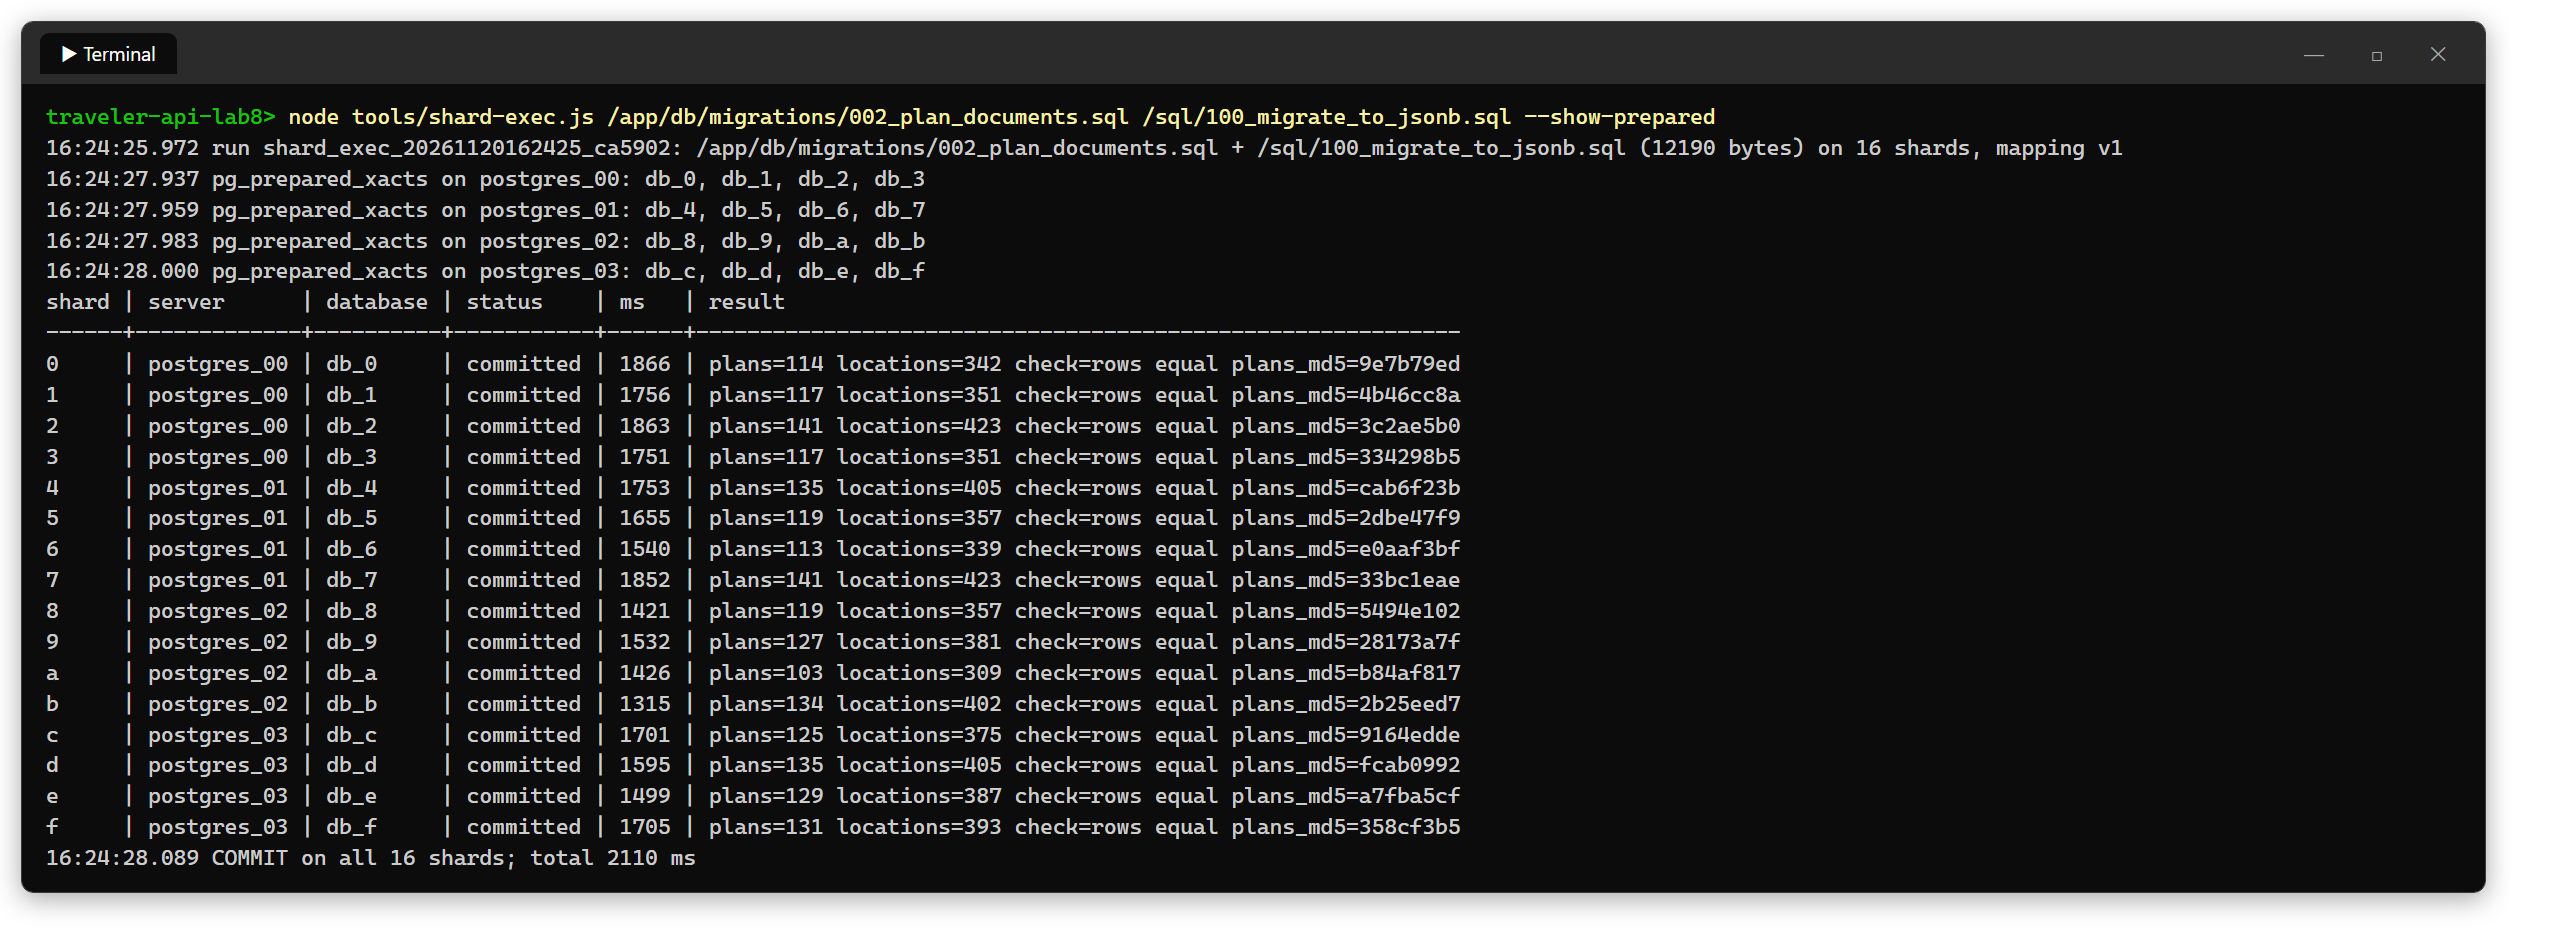 ▶ Terminal
traveler-api-lab8> node tools/shard-exec.js /app/db/migrations/002_plan_documents.sql /sql/100_migrate_to_jsonb.sql --show-prepared
16:24:25.972 run shard_exec_20261120162425_ca5902: /app/db/migrations/002_plan_documents.sql + /sql/100_migrate_to_jsonb.sql (12190 bytes) on 16 shards, mapping v1
16:24:27.937 pg_prepared_xacts on postgres_00: db_0, db_1, db_2, db_3
16:24:27.959 pg_prepared_xacts on postgres_01: db_4, db_5, db_6, db_7
16:24:27.983 pg_prepared_xacts on postgres_02: db_8, db_9, db_a, db_b
16:24:28.000 pg_prepared_xacts on postgres_03: db_c, db_d, db_e, db_f
shard | server      | database | status    | ms   | result
------+-------------+----------+-----------+------+------------------------------------------------------------
0     | postgres_00 | db_0     | committed | 1866 | plans=114 locations=342 check=rows equal plans_md5=9e7b79ed
1     | postgres_00 | db_1     | committed | 1756 | plans=117 locations=351 check=rows equal plans_md5=4b46cc8a
2     | postgres_00 | db_2     | committed | 1863 | plans=141 locations=423 check=rows equal plans_md5=3c2ae5b0
3     | postgres_00 | db_3     | committed | 1751 | plans=117 locations=351 check=rows equal plans_md5=334298b5
4     | postgres_01 | db_4     | committed | 1753 | plans=135 locations=405 check=rows equal plans_md5=cab6f23b
5     | postgres_01 | db_5     | committed | 1655 | plans=119 locations=357 check=rows equal plans_md5=2dbe47f9
6     | postgres_01 | db_6     | committed | 1540 | plans=113 locations=339 check=rows equal plans_md5=e0aaf3bf
7     | postgres_01 | db_7     | committed | 1852 | plans=141 locations=423 check=rows equal plans_md5=33bc1eae
8     | postgres_02 | db_8     | committed | 1421 | plans=119 locations=357 check=rows equal plans_md5=5494e102
9     | postgres_02 | db_9     | committed | 1532 | plans=127 locations=381 check=rows equal plans_md5=28173a7f
a     | postgres_02 | db_a     | committed | 1426 | plans=103 locations=309 check=rows equal plans_md5=b84af817
b     | postgres_02 | db_b     | committed | 1315 | plans=134 locations=402 check=rows equal plans_md5=2b25eed7
c     | postgres_03 | db_c     | committed | 1701 | plans=125 locations=375 check=rows equal plans_md5=9164edde
d     | postgres_03 | db_d     | committed | 1595 | plans=135 locations=405 check=rows equal plans_md5=fcab0992
e     | postgres_03 | db_e     | committed | 1499 | plans=129 locations=387 check=rows equal plans_md5=a7fba5cf
f     | postgres_03 | db_f     | committed | 1705 | plans=131 locations=393 check=rows equal plans_md5=358cf3b5
16:24:28.089 COMMIT on all 16 shards; total 2110 ms